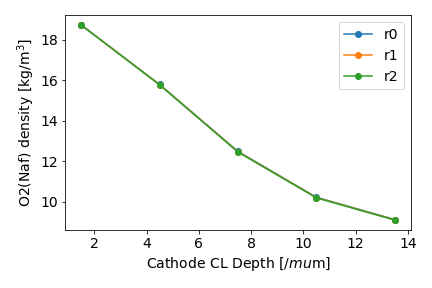 r0
r1
r2
O2(Naf) density [kg/m³]
18
16
14
12
10
2 4 6 8 10 12 14
Cathode CL Depth [/mum]